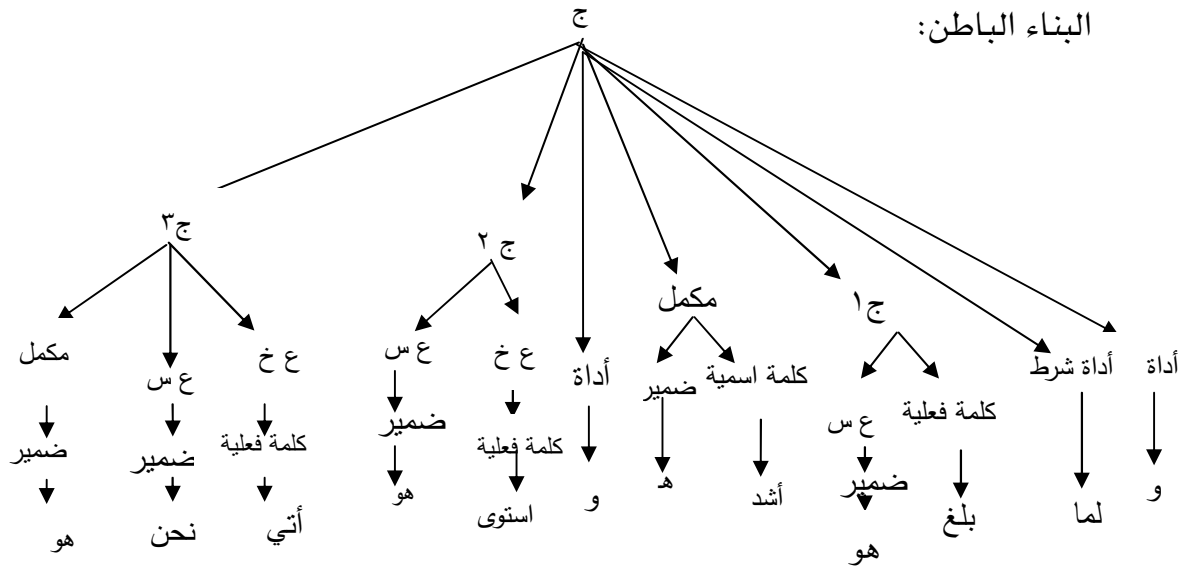 البناء الباطن:
ج
ج٣ ج ٢ مكمل ج١
مكمل ع س ع خ ع س ع خ أداة ضمير كلمة اسمية ع س كلمة فعلية أداة شرط أداة
ضمير ضمير كلمة فعلية ضمير كلمة فعلية ضمير
هو نحن أتي هو استوى و هـ أشد هو بلغ لما و